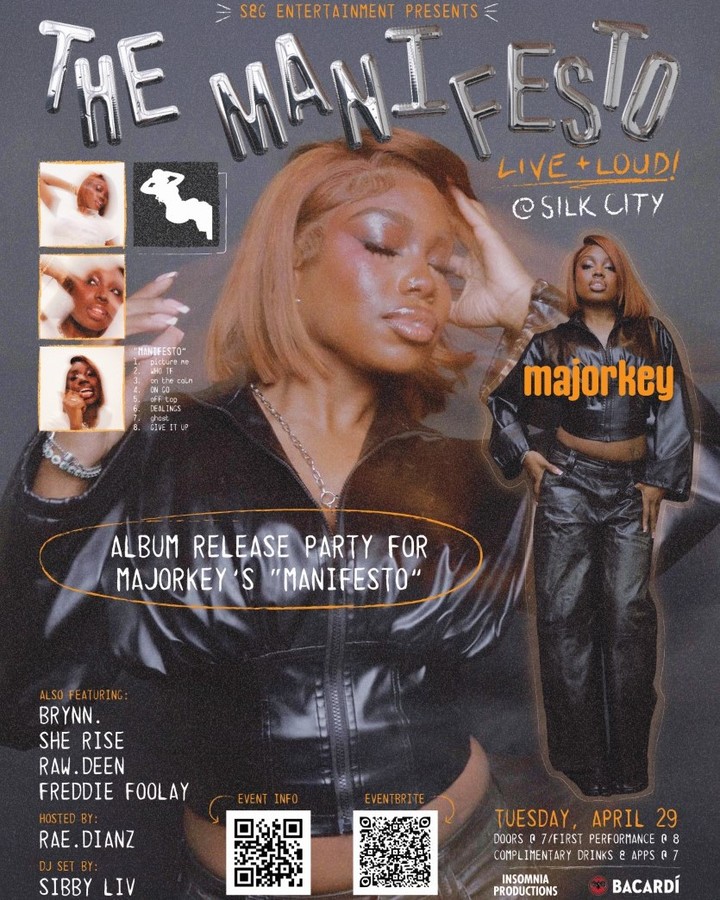 S&G ENTERTAINMENT PRESENTS
THE MANIFESTO
LIVE + LOUD!
@ SILK CITY
"MANIFESTO"
1. picture me
2. WHO TF
3. on the caln
4. ON GO
5. off top
6. DEALINGS
7. ghost
8. GIVE IT UP
majorkey
ALBUM RELEASE PARTY FOR
MAJORKEY'S "MANIFESTO"
ALSO FEATURING:
BRYNN.
SHE RISE
RAW.DEEN
FREDDIE FOOLAY
HOSTED BY:
RAE.DIANZ
DJ SET BY:
SIBBY LIV
EVENT INFO
EVENTBRITE
TUESDAY, APRIL 29
DOORS @ 7/FIRST PERFORMANCE @ 8
COMPLIMENTARY DRINKS & APPS @ 7
INSOMNIA
PRODUCTIONS
BACARDÍ